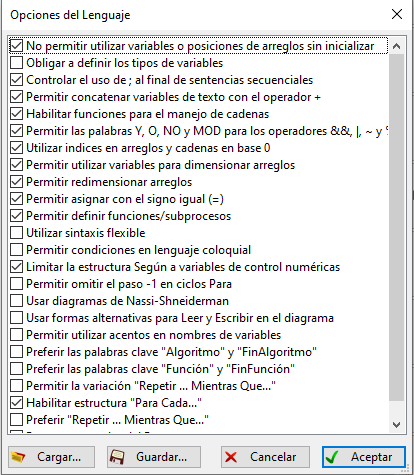 Opciones del Lenguaje
No permitir utilizar variables o posiciones de arreglos sin inicializar
Obligar a definir los tipos de variables
Controlar el uso de ; al final de sentencias secuenciales
Permitir concatenar variables de texto con el operador +
Habilitar funciones para el manejo de cadenas
Permitir las palabras Y, O, NO y MOD para los operadores &&, |, ~ y %
Utilizar indices en arreglos y cadenas en base 0
Permitir utilizar variables para dimensionar arreglos
Permitir redimensionar arreglos
Permitir asignar con el signo igual (=)
Permitir definir funciones/subprocesos
Utilizar sintaxis flexible
Permitir condiciones en lenguaje coloquial
Limitar la estructura Según a variables de control numéricas
Permitir omitir el paso -1 en ciclos Para
Usar diagramas de Nassi-Shneiderman
Usar formas alternativas para Leer y Escribir en el diagrama
Permitir utilizar acentos en nombres de variables
Preferir las palabras clave "Algoritmo" y "FinAlgoritmo"
Preferir las palabras clave "Función" y "FinFunción"
Permitir la variación "Repetir ... Mientras Que..."
Habilitar estructura "Para Cada..."
Preferir "Repetir ... Mientras Que..."
Cargar... Guardar... Cancelar Aceptar